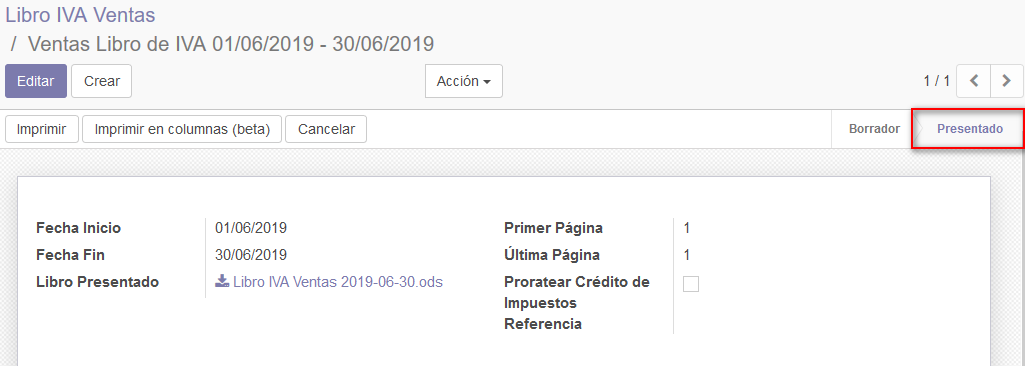 Libro IVA Ventas
/ Ventas Libro de IVA 01/06/2019 - 30/06/2019
Editar Crear Acción 1 / 1
Imprimir Imprimir en columnas (beta) Cancelar Borrador Presentado
Fecha Inicio 01/06/2019 Primer Página 1
Fecha Fin 30/06/2019 Última Página 1
Libro Presentado Libro IVA Ventas 2019-06-30.ods Proratear Crédito de
Impuestos
Referencia